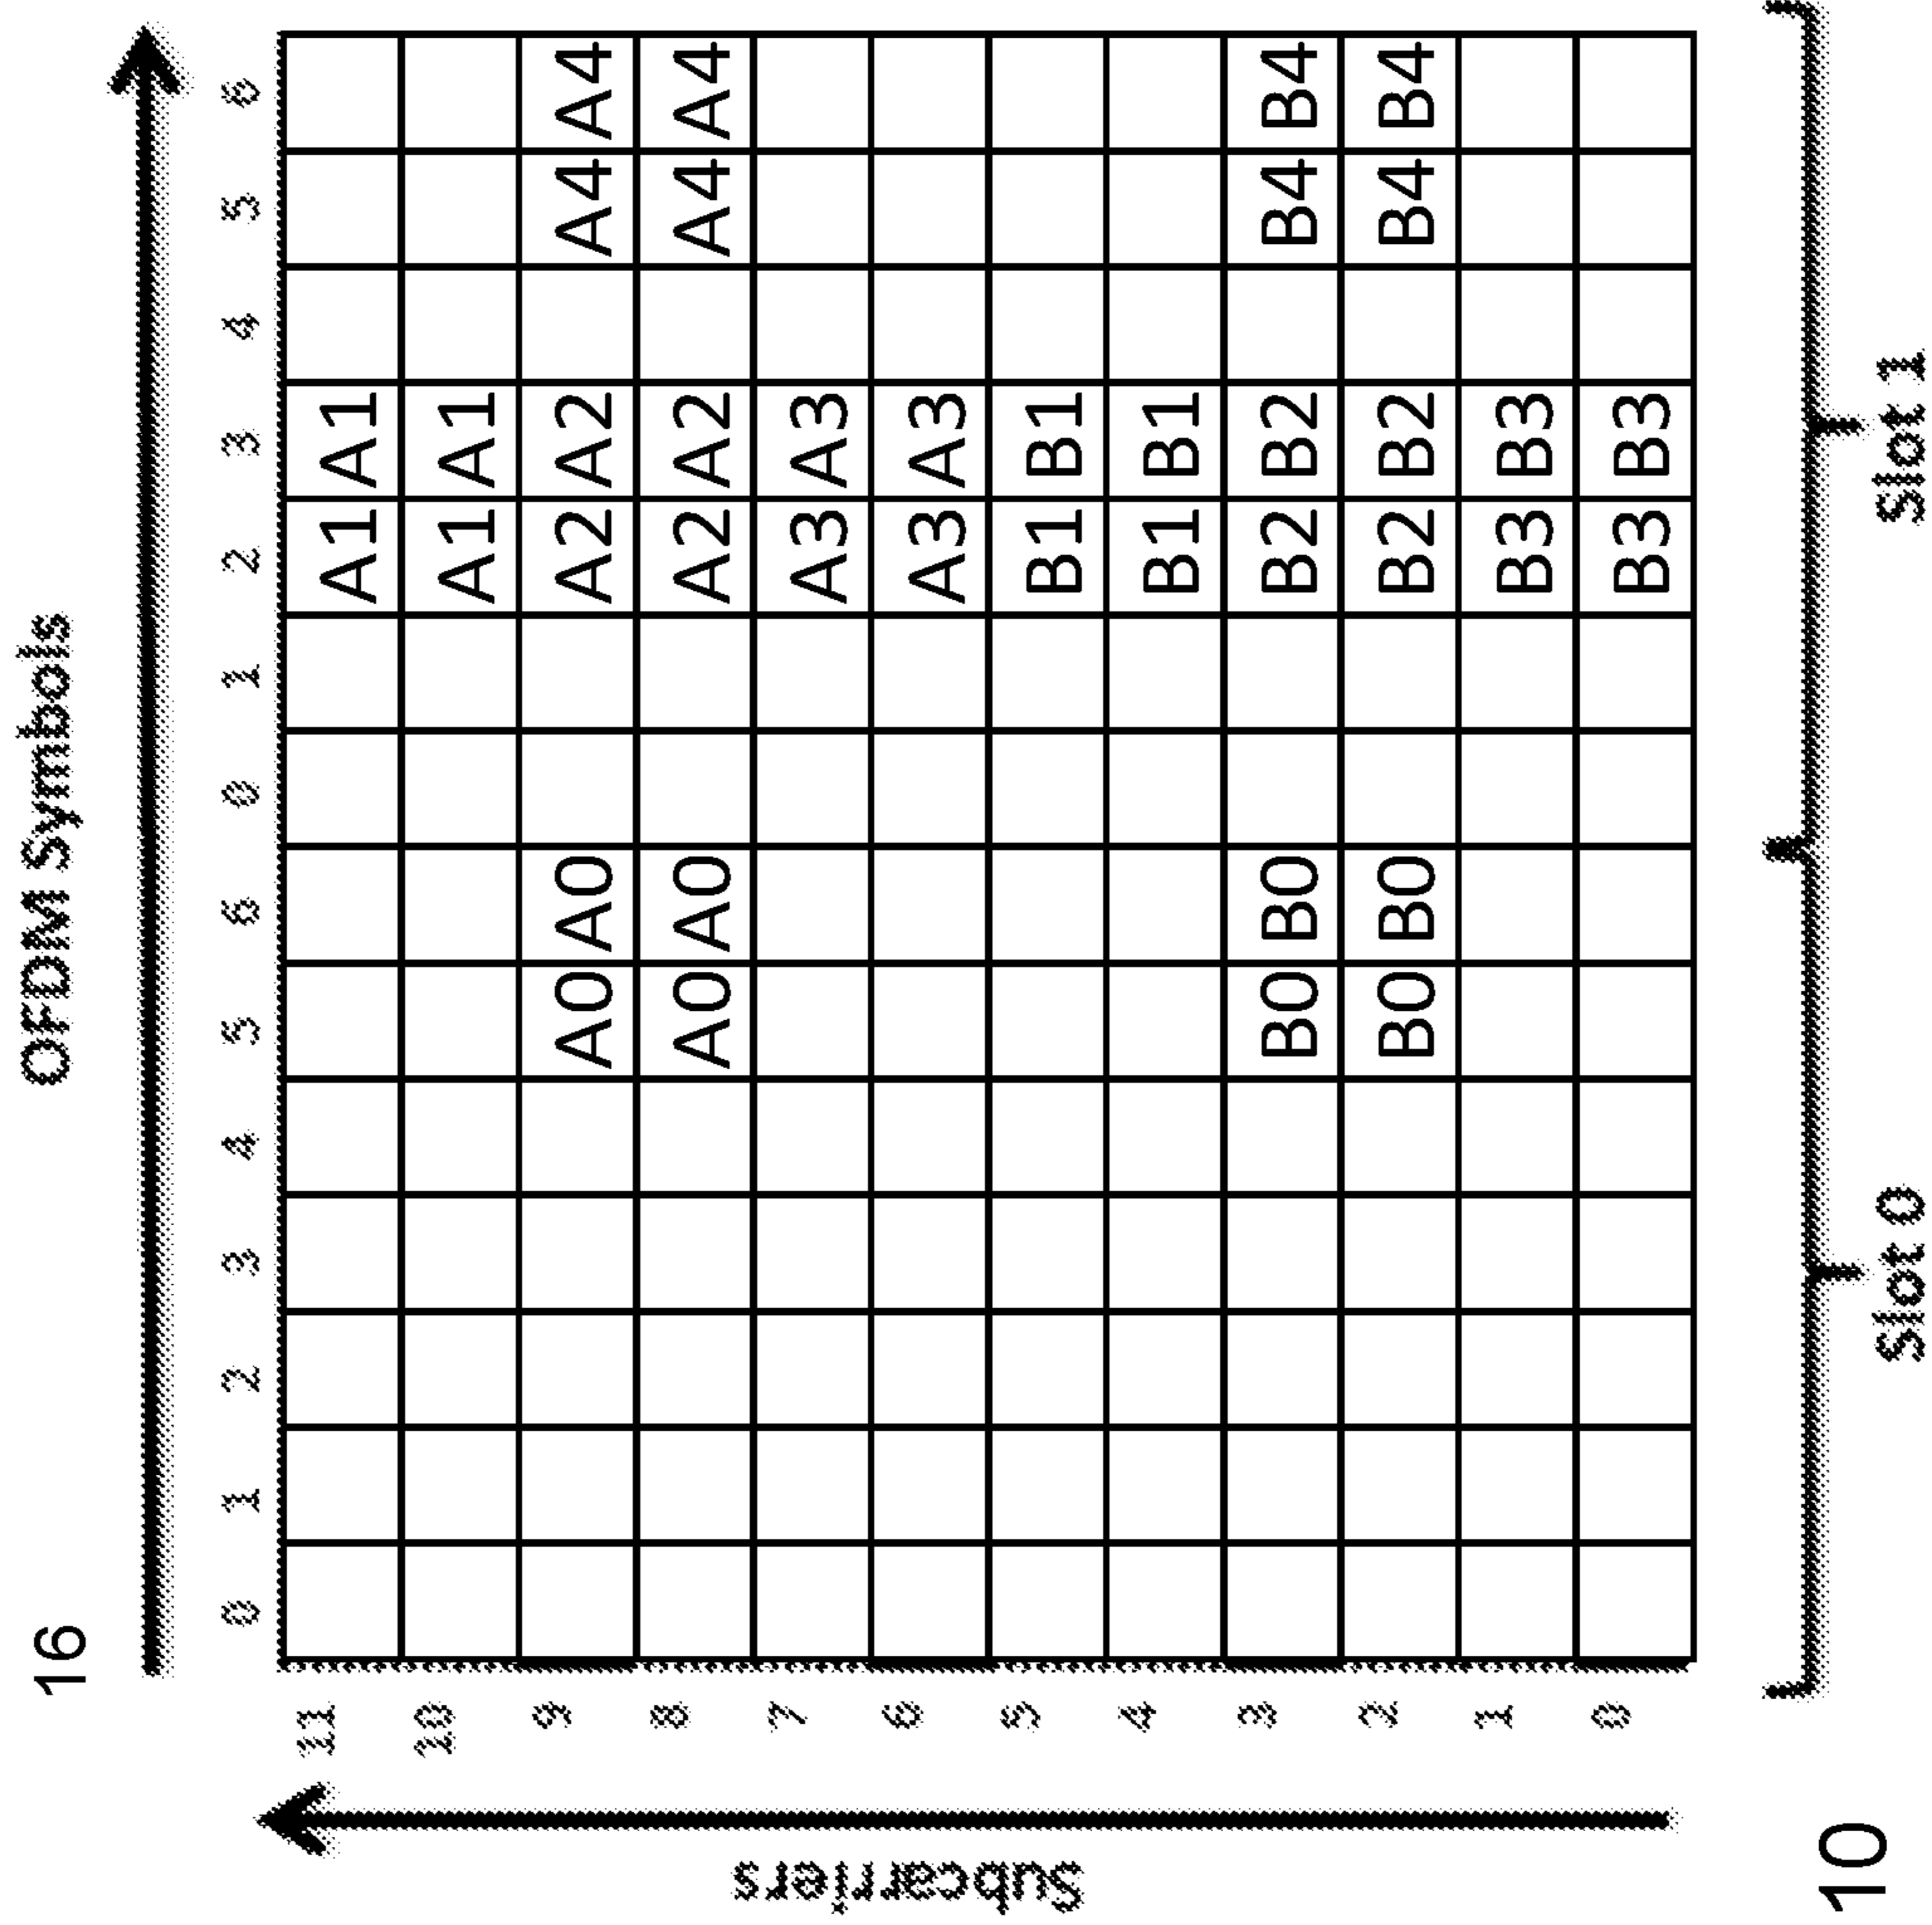 16
OFDM Symbols
0 1 2 3 4 5 6 0 1 2 3 4 5 6
Subcarriers
11 A1 A1
10 A1 A1
9 A0 A0 A2 A2 A4 A4
8 A0 A0 A2 A2 A4 A4
7 A3 A3
6 A3 A3
5 B1 B1
4 B1 B1
3 B0 B0 B2 B2 B4 B4
2 B0 B0 B2 B2 B4 B4
1 B3 B3
0 B3 B3
10
slot 0 slot 1